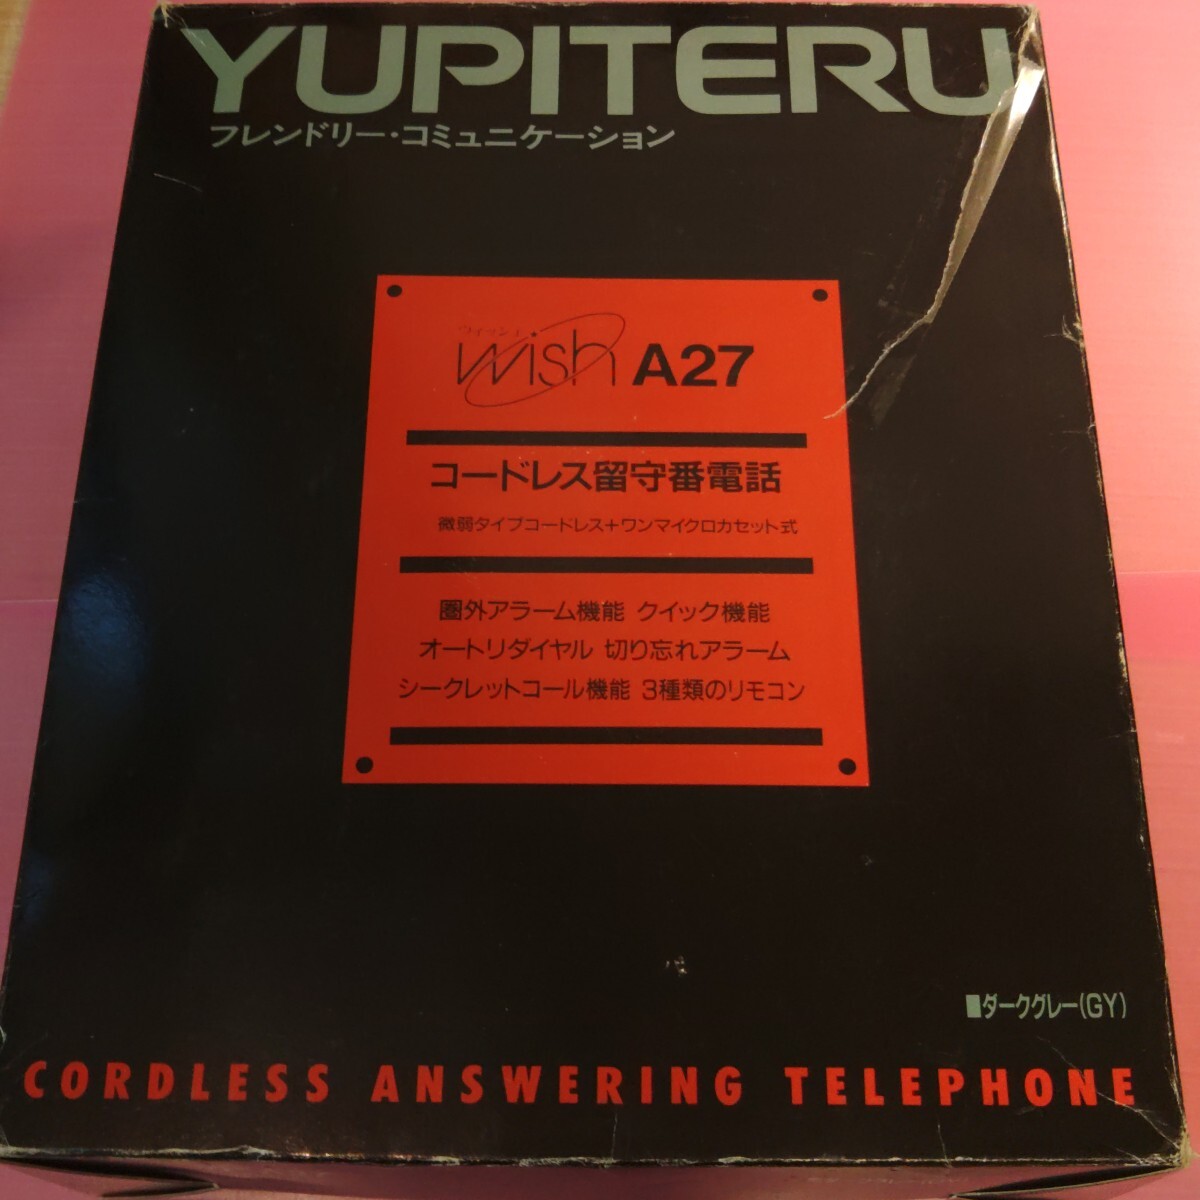 YUPITERU
フレンドリー・コミュニケーション
ウィッシュ
wish A27
コードレス留守番電話
微弱タイプコードレス+ワンマイクロカセット式
圏外アラーム機能 クイック機能
オートリダイヤル 切り忘れアラーム
シークレットコール機能 3種類のリモコン
■ダークグレー(GY)
CORDLESS ANSWERING TELEPHONE